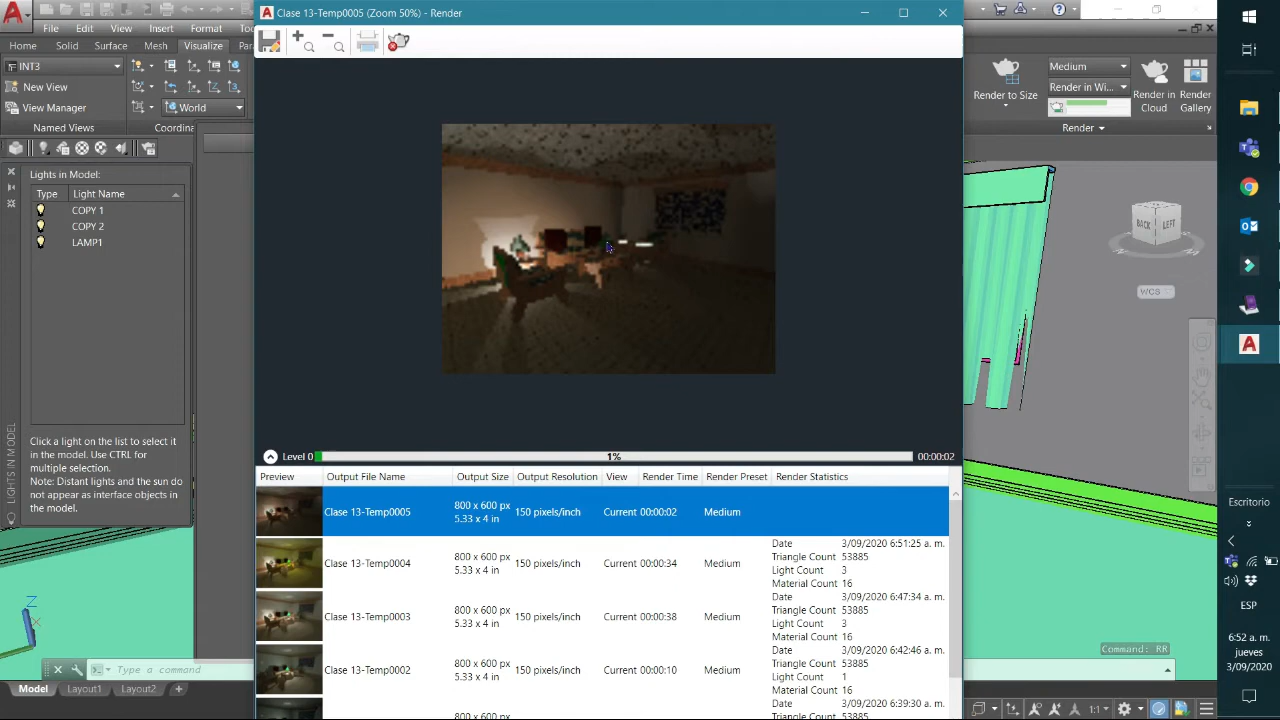 Clase 13-Temp0005 (Zoom 50%) - Render
File Edit View Insert Format
Home Solid Surface Mesh Visualize Par
INT3
New View
View Manager
World
Named Views
Coordina
Medium
Render in Wi...
Render to Size
Render in Cloud
Render Gallery
Render
Lights in Model:
Type Light Name
COPY 1
COPY 2
LAMP1
Click a light on the list to select it
in the model. Use CTRL for
multiple selection.
Note: Default lights and the sun do
not appear as interface objects in
the model.
LIGHTS IN MODEL
BACK LEFT
WCS
Level 0 1% 00:00:02
Preview Output File Name Output Size Output Resolution View Render Time Render Preset Render Statistics
Clase 13-Temp0005 800 x 600 px 5.33 x 4 in 150 pixels/inch Current 00:00:02 Medium
Date 3/09/2020 6:51:25 a. m.
Clase 13-Temp0004 800 x 600 px 5.33 x 4 in 150 pixels/inch Current 00:00:34 Medium
Triangle Count 53885
Light Count 3
Material Count 16
Date 3/09/2020 6:47:34 a. m.
Clase 13-Temp0003 800 x 600 px 5.33 x 4 in 150 pixels/inch Current 00:00:38 Medium
Triangle Count 53885
Light Count 3
Material Count 16
Date 3/09/2020 6:42:46 a. m.
Clase 13-Temp0002 800 x 600 px 5.33 x 4 in 150 pixels/inch Current 00:00:10 Medium
Triangle Count 53885
Light Count 1
Material Count 16
Date 3/09/2020 6:39:30 a. m.
800 x 600 px
Triangle Count 53885
Z
Type a command
Command: RR
Model Layout1 Layout2 +
1:1
Escritorio
ESP
6:52 a. m.
jueves
3/09/2020